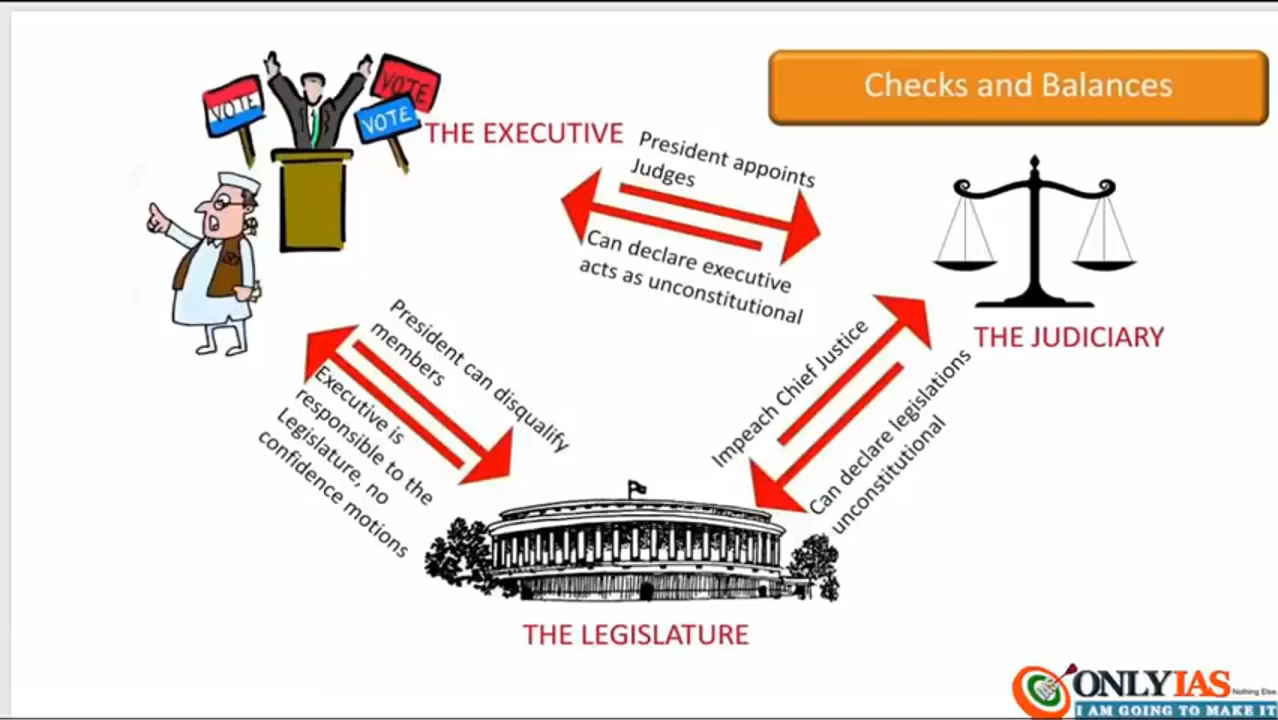 Checks and Balances
VOTE
VOTE
VOTE
THE EXECUTIVE
President appoints
Judges
Can declare executive
acts as unconstitutional
THE JUDICIARY
President can disqualify
members
Executive is
responsible to the
Legislature, no
confidence motions
Impeach Chief Justice
Can declare legislations
unconstitutional
THE LEGISLATURE
ONLYIAS
Nothing Else.
I AM GOING TO MAKE IT